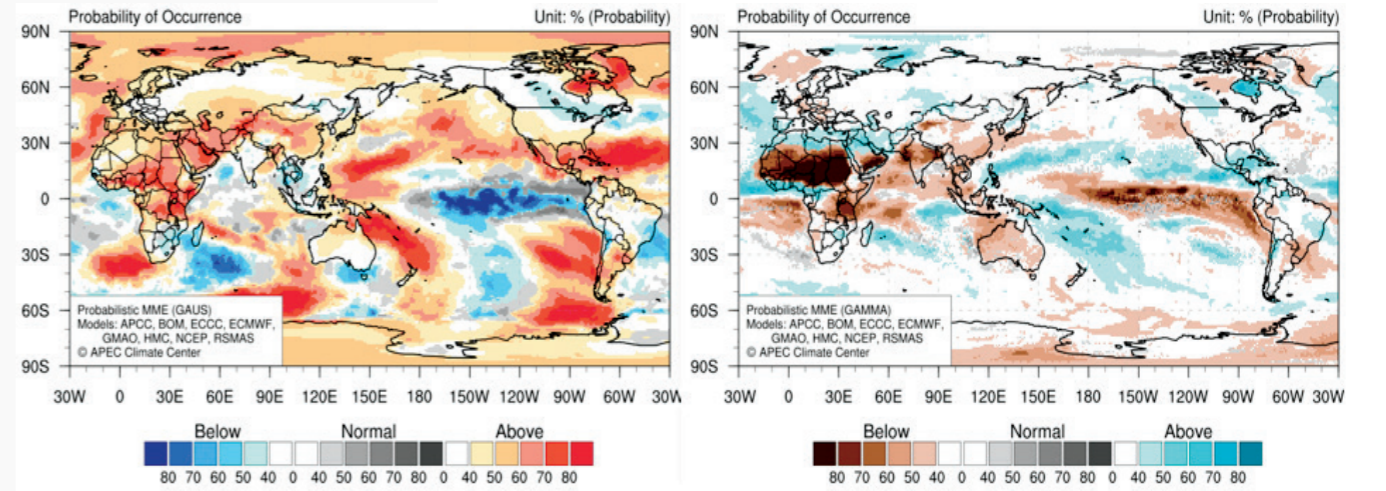 Probability of Occurrence Unit: % (Probability)
90N
60N
30N
0
30S
60S
90S
Probabilistic MME (GAUS)
Models: APCC, BOM, ECCC, ECMWF,
GMAO, HMC, NCEP, RSMAS
© APEC Climate Center
30W 0 30E 60E 90E 120E 150E 180 150W 120W 90W 60W 30W
Below Normal Above
80 70 60 50 40 0 40 50 60 70 80 0 40 50 60 70 80
Probability of Occurrence Unit: % (Probability)
90N
60N
30N
0
30S
60S
90S
Probabilistic MME (GAMMA)
Models: APCC, BOM, ECCC, ECMWF,
GMAO, HMC, NCEP, RSMAS
© APEC Climate Center
30W 0 30E 60E 90E 120E 150E 180 150W 120W 90W 60W 30W
Below Normal Above
80 70 60 50 40 0 40 50 60 70 80 0 40 50 60 70 80